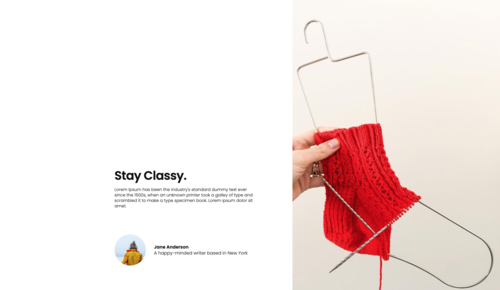 Stay Classy.
Lorem Ipsum has been the industry's standard dummy text ever
since the 1500s, when an unknown printer took a galley of type and
scrambled it to make a type specimen book. Lorem ipsum dolor sit
amet.
Jane Anderson
A happy-minded writer based in New York